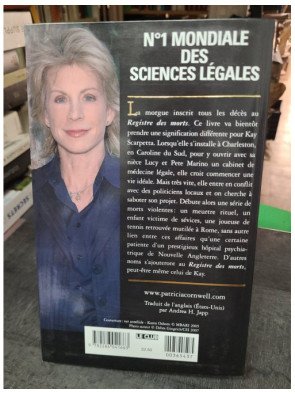 N°1 MONDIALE
DES
SCIENCES LÉGALES
La morgue inscrit tous les décès au
Registre des morts. Ce livre va bientôt
prendre une signification différente pour Kay
Scarpetta. Lorsqu'elle s'installe à Charleston,
en Caroline du Sud, pour y ouvrir avec sa
nièce Lucy et Pete Marino un cabinet de
médecine légale, elle croit commencer une
vie idéale. Mais très vite, elle entre en conflit
avec des politiciens locaux et on cherche à
saboter son projet. Débute alors une série de
morts violentes : un meurtre rituel, un
enfant victime de sévices, une joueuse de
tennis retrouvée mutilée à Rome, sans autre
lien entre ces affaires qu'une certaine
patiente d'un prestigieux hôpital psychia-
trique de Nouvelle Angleterre. D'autres
noms s'ajouteront au Registre des morts,
peut-être même celui de Kay.
www.patriciacornwell.com
Traduit de l'anglais (États-Unis)
par Andrea H. Japp
LE CLUB